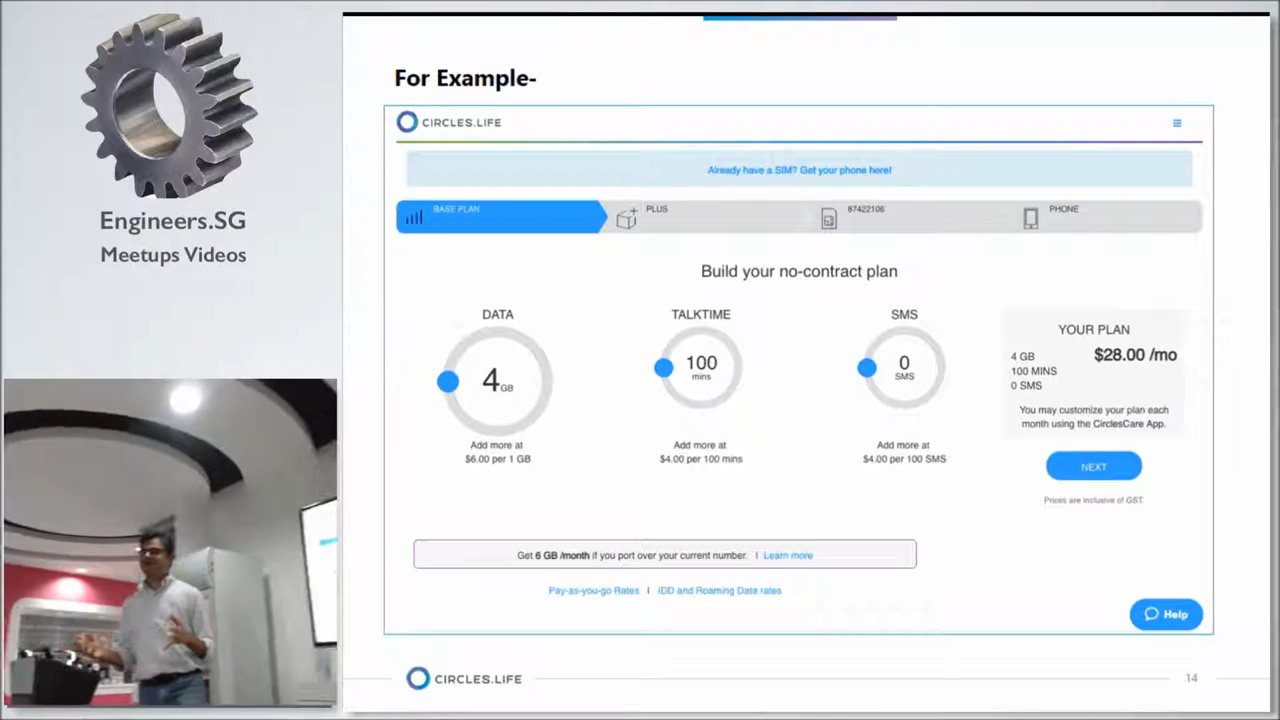 Engineers.SG
Meetups Videos
For Example-
CIRCLES.LIFE
Already have a SIM? Get your phone here!
BASE PLAN
PLUS
87422106
PHONE
Build your no-contract plan
DATA
4 GB
Add more at
$6.00 per 1 GB
TALKTIME
100
mins
Add more at
$4.00 per 100 mins
SMS
0
SMS
Add more at
$4.00 per 100 SMS
YOUR PLAN
$28.00 /mo
4 GB
100 MINS
0 SMS
You may customize your plan each
month using the CirclesCare App.
NEXT
Prices are inclusive of GST.
Get 6 GB /month if you port over your current number. | Learn more
Pay-as-you-go Rates | IDD and Roaming Data rates
Help
CIRCLES.LIFE
14